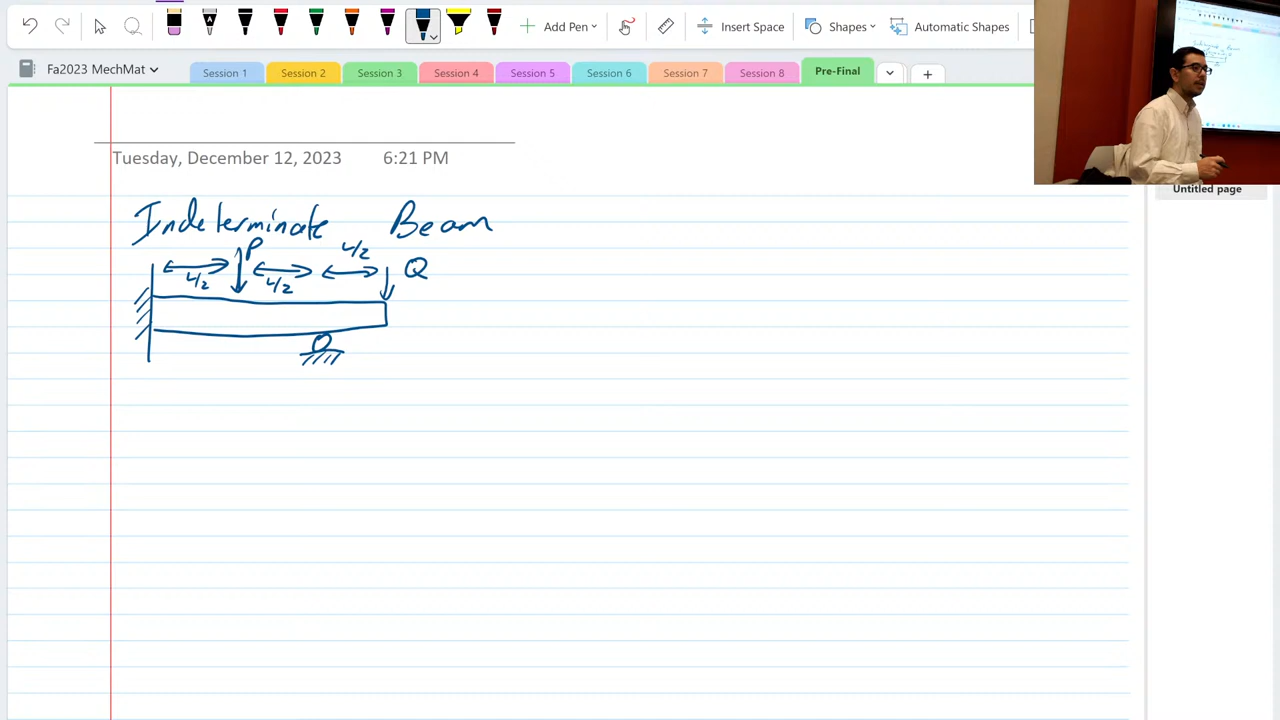 Add Pen
Insert Space
Shapes
Automatic Shapes
Fa2023 MechMat
Session 1
Session 2
Session 3
Session 4
Session 5
Session 6
Session 7
Session 8
Pre-Final
Tuesday, December 12, 2023 6:21 PM
Untitled page
Indeterminate Beam
P
L/2
L/2
L/2
Q